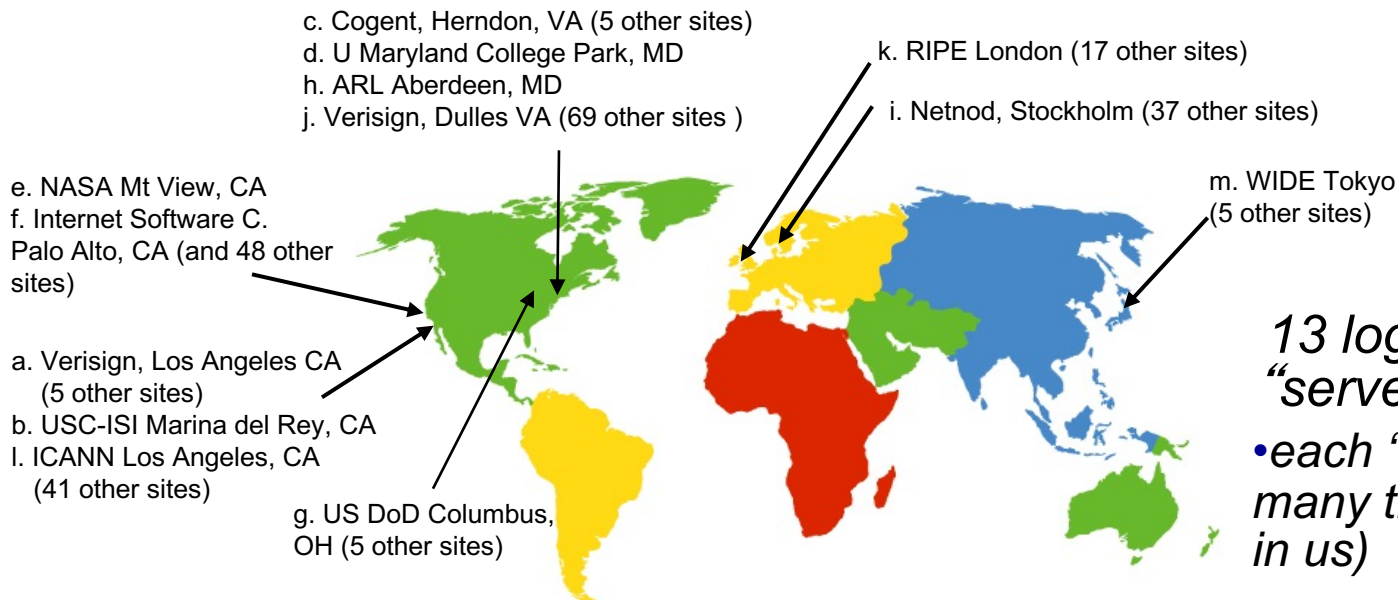 c. Cogent, Herndon, VA (5 other sites)
d. U Maryland College Park, MD
h. ARL Aberdeen, MD
j. Verisign, Dulles VA (69 other sites )
k. RIPE London (17 other sites)
i. Netnod, Stockholm (37 other sites)
e. NASA Mt View, CA
f. Internet Software C.
Palo Alto, CA (and 48 other
sites)
m. WIDE Tokyo
(5 other sites)
a. Verisign, Los Angeles CA
(5 other sites)
b. USC-ISI Marina del Rey, CA
l. ICANN Los Angeles, CA
(41 other sites)
g. US DoD Columbus,
OH (5 other sites)
13 log
“serve
•each ‘
many t
in us)